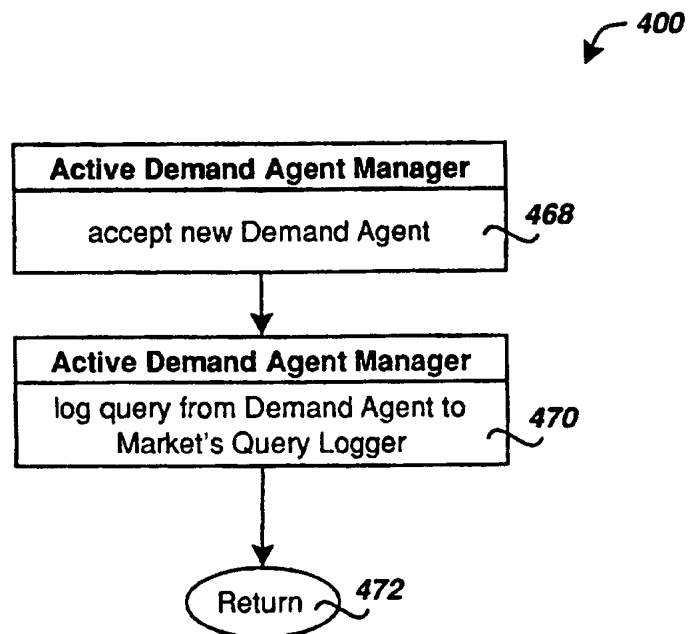 400
Active Demand Agent Manager
accept new Demand Agent
468
Active Demand Agent Manager
log query from Demand Agent to
Market's Query Logger
470
Return
472